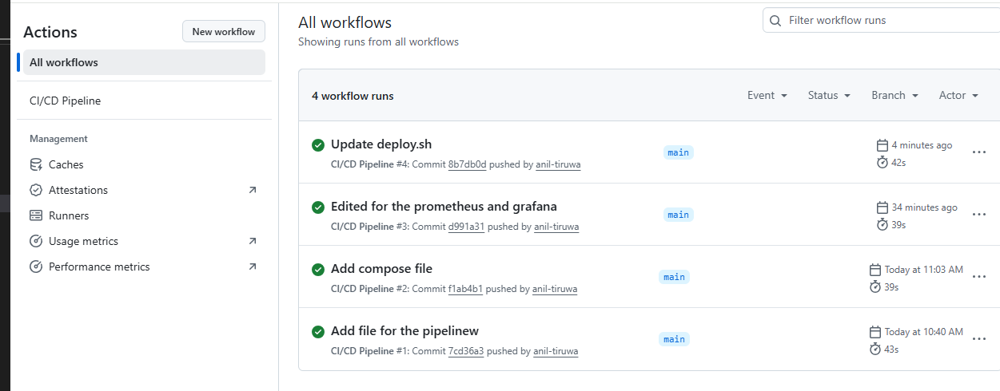 Actions
New workflow
All workflows
CI/CD Pipeline
Management
Caches
Attestations
Runners
Usage metrics
Performance metrics
All workflows
Showing runs from all workflows
Filter workflow runs
4 workflow runs
Event Status Branch Actor
Update deploy.sh
CI/CD Pipeline #4: Commit 8b7db0d pushed by anil-tiruwa
main
4 minutes ago
42s
Edited for the prometheus and grafana
CI/CD Pipeline #3: Commit d991a31 pushed by anil-tiruwa
main
34 minutes ago
39s
Add compose file
CI/CD Pipeline #2: Commit f1ab4b1 pushed by anil-tiruwa
main
Today at 11:03 AM
39s
Add file for the pipelinew
CI/CD Pipeline #1: Commit 7cd36a3 pushed by anil-tiruwa
main
Today at 10:40 AM
43s